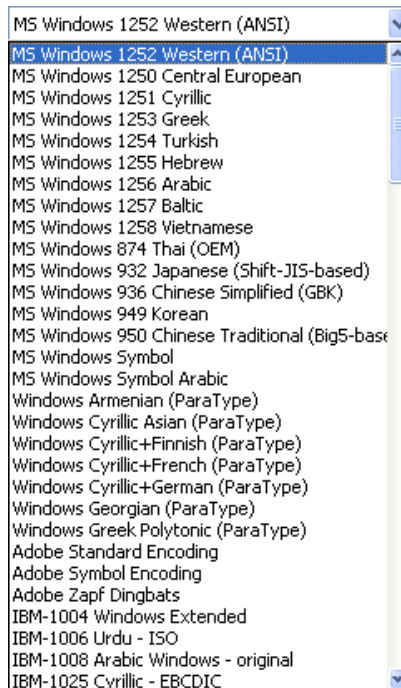 MS Windows 1252 Western (ANSI)
MS Windows 1252 Western (ANSI)
MS Windows 1250 Central European
MS Windows 1251 Cyrillic
MS Windows 1253 Greek
MS Windows 1254 Turkish
MS Windows 1255 Hebrew
MS Windows 1256 Arabic
MS Windows 1257 Baltic
MS Windows 1258 Vietnamese
MS Windows 874 Thai (OEM)
MS Windows 932 Japanese (Shift-JIS-based)
MS Windows 936 Chinese Simplified (GBK)
MS Windows 949 Korean
MS Windows 950 Chinese Traditional (Big5-base
MS Windows Symbol
MS Windows Symbol Arabic
Windows Armenian (ParaType)
Windows Cyrillic Asian (ParaType)
Windows Cyrillic+Finnish (ParaType)
Windows Cyrillic+French (ParaType)
Windows Cyrillic+German (ParaType)
Windows Georgian (ParaType)
Windows Greek Polytonic (ParaType)
Adobe Standard Encoding
Adobe Symbol Encoding
Adobe Zapf Dingbats
IBM-1004 Windows Extended
IBM-1006 Urdu - ISO
IBM-1008 Arabic Windows - original
IBM-1025 Cyrillic - EBCDIC